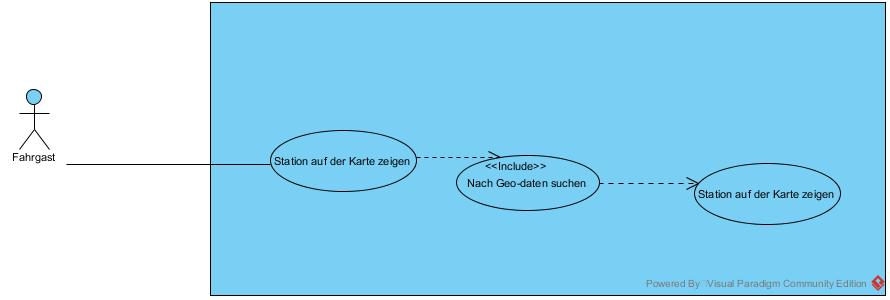 Fahrgast
Station auf der Karte zeigen
<<Include>>
Nach Geo-daten suchen
Station auf der Karte zeigen
Powered By Visual Paradigm Community Edition